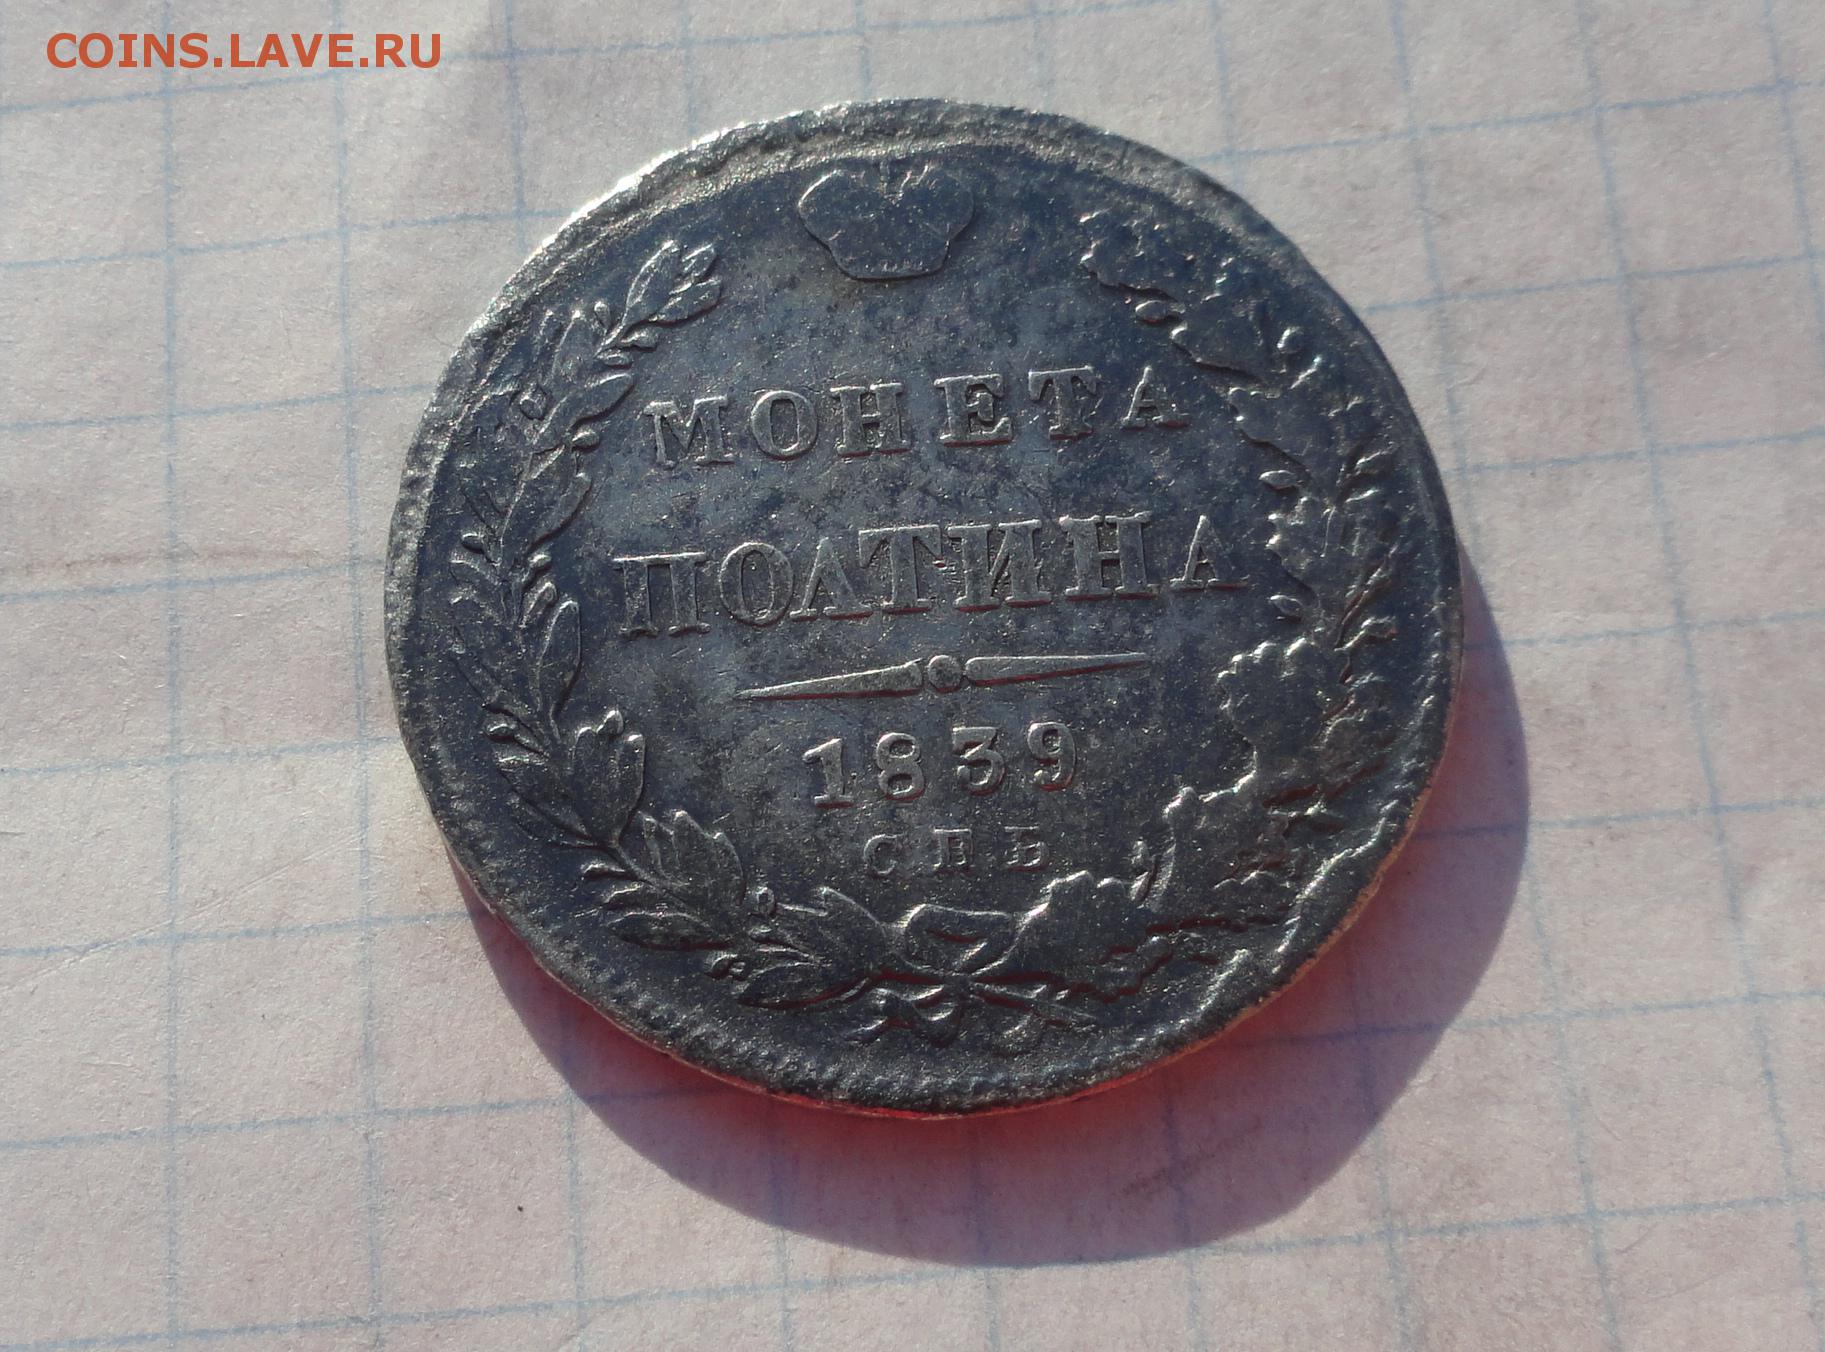 COINS.LAVE.RU
МОНЕТА
ПОЛТИНА
1839
СПБ